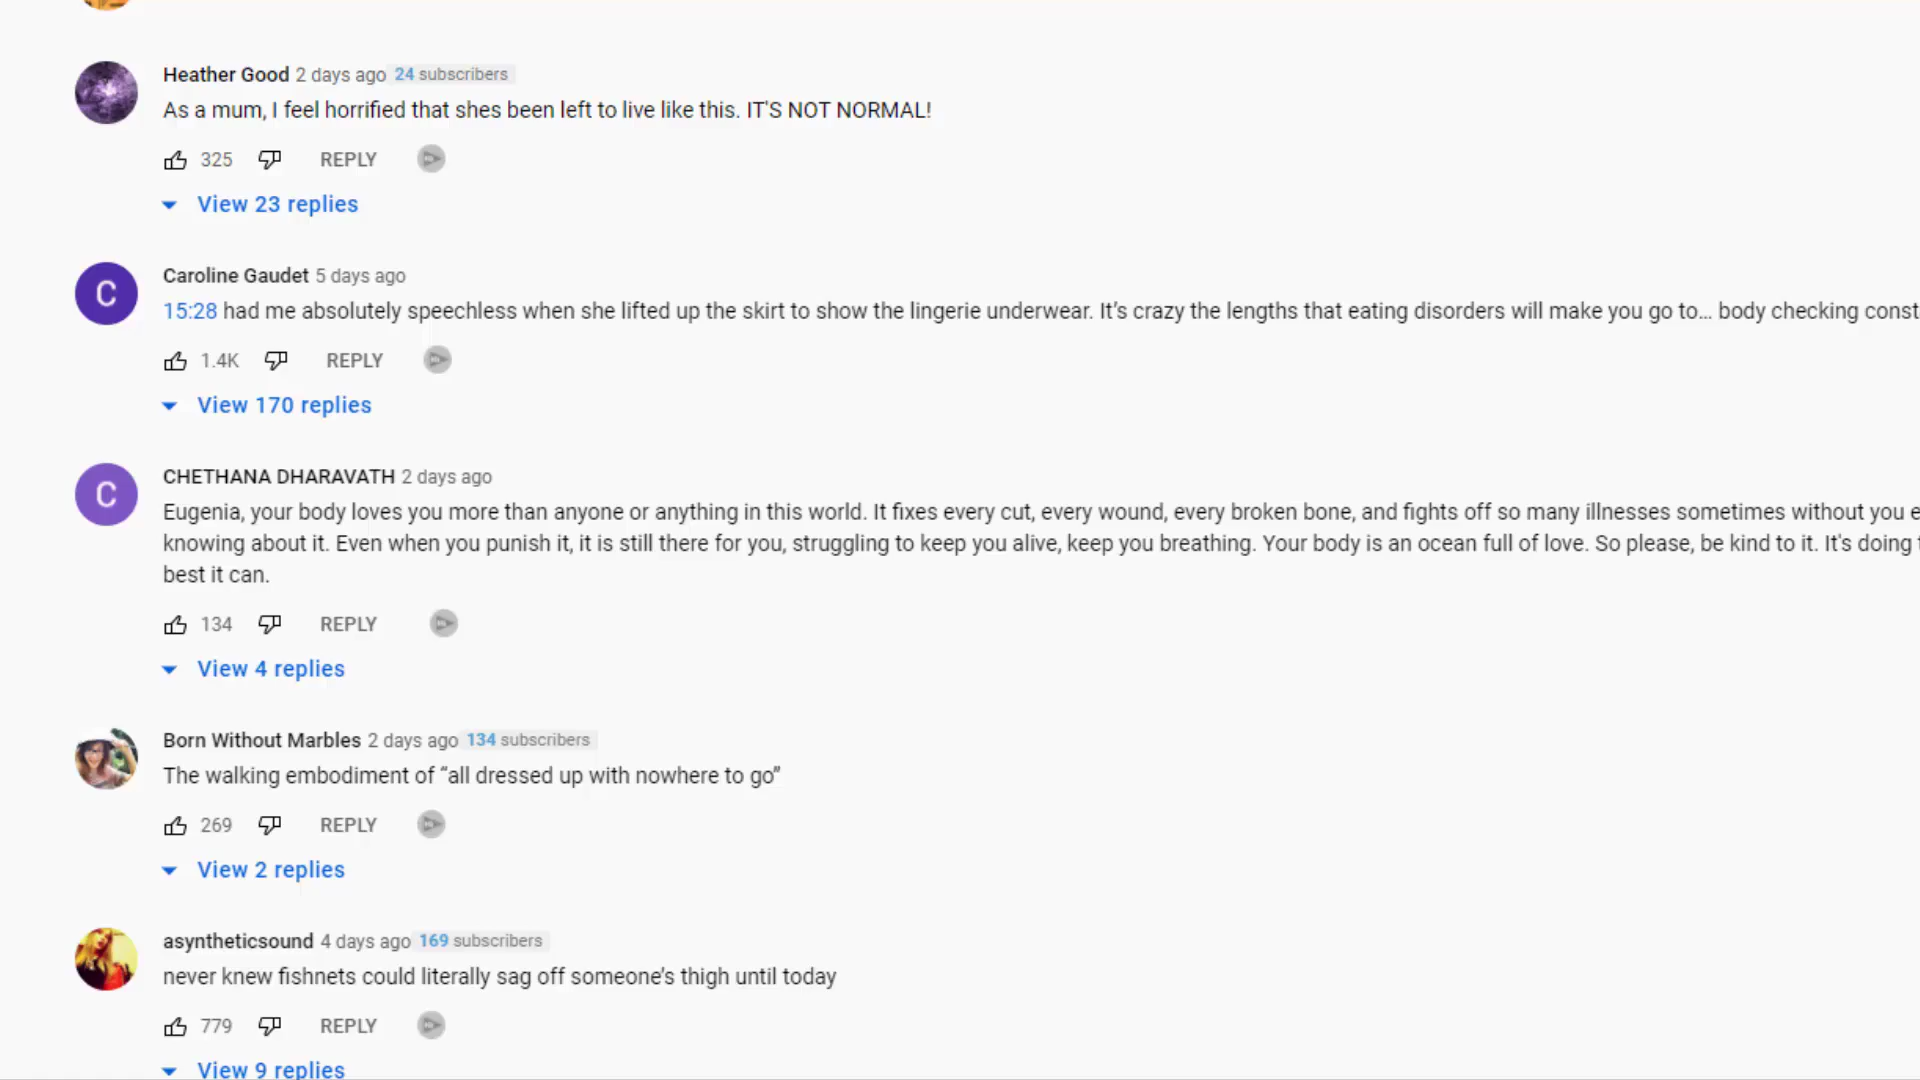 Heather Good 2 days ago 24 subscribers
As a mum, I feel horrified that shes been left to live like this. IT'S NOT NORMAL!
325 REPLY
View 23 replies
C
Caroline Gaudet 5 days ago
15:28 had me absolutely speechless when she lifted up the skirt to show the lingerie underwear. It’s crazy the lengths that eating disorders will make you go to… body checking const
1.4K REPLY
View 170 replies
C
CHETHANA DHARAVATH 2 days ago
Eugenia, your body loves you more than anyone or anything in this world. It fixes every cut, every wound, every broken bone, and fights off so many illnesses sometimes without you e
knowing about it. Even when you punish it, it is still there for you, struggling to keep you alive, keep you breathing. Your body is an ocean full of love. So please, be kind to it. It's doing
best it can.
134 REPLY
View 4 replies
Born Without Marbles 2 days ago 134 subscribers
The walking embodiment of “all dressed up with nowhere to go”
269 REPLY
View 2 replies
asyntheticsound 4 days ago 169 subscribers
never knew fishnets could literally sag off someone’s thigh until today
779 REPLY
View 9 replies